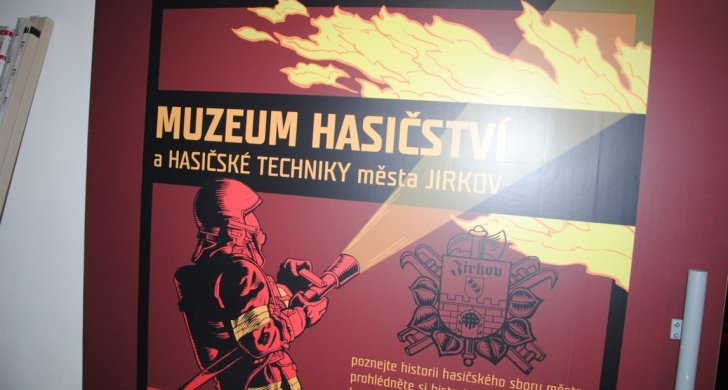 MUZEUM HASIČSTVÍ
a HASIČSKÉ TECHNIKY města JIRKOV
Jirkov
poznejte historii hasičského sboru města
prohlédněte si